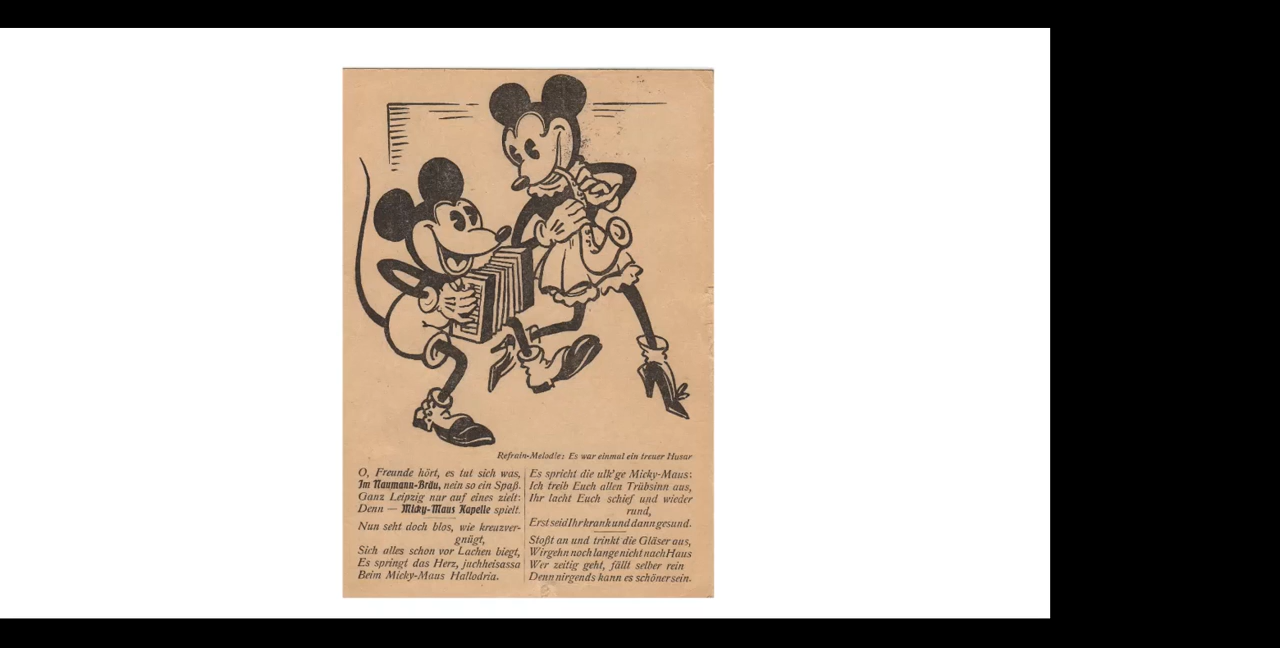 Refrain-Melodie: Es war einmal ein treuer Husar
O, Freunde hört, es tut sich was,
Im Naumann-Bräu, nein so ein Spaß.
Ganz Leipzig nur auf eines zielt:
Denn — Micky-Maus Kapelle spielt.
Nun seht doch blos, wie kreuzver-
gnügt,
Sich alles schon vor Lachen biegt,
Es springt das Herz, juchheisassa
Beim Micky-Maus Hallodria.
Es spricht die ulk'ge Micky-Maus:
Ich treib Euch allen Trübsinn aus,
Ihr lacht Euch schief und wieder
rund,
Erst seid Ihr krank und dann gesund.
Stoßt an und trinkt die Gläser aus,
Wir gehn noch lange nicht nach Haus
Wer zeitig geht, fällt selber rein
Denn nirgends kann es schöner sein.